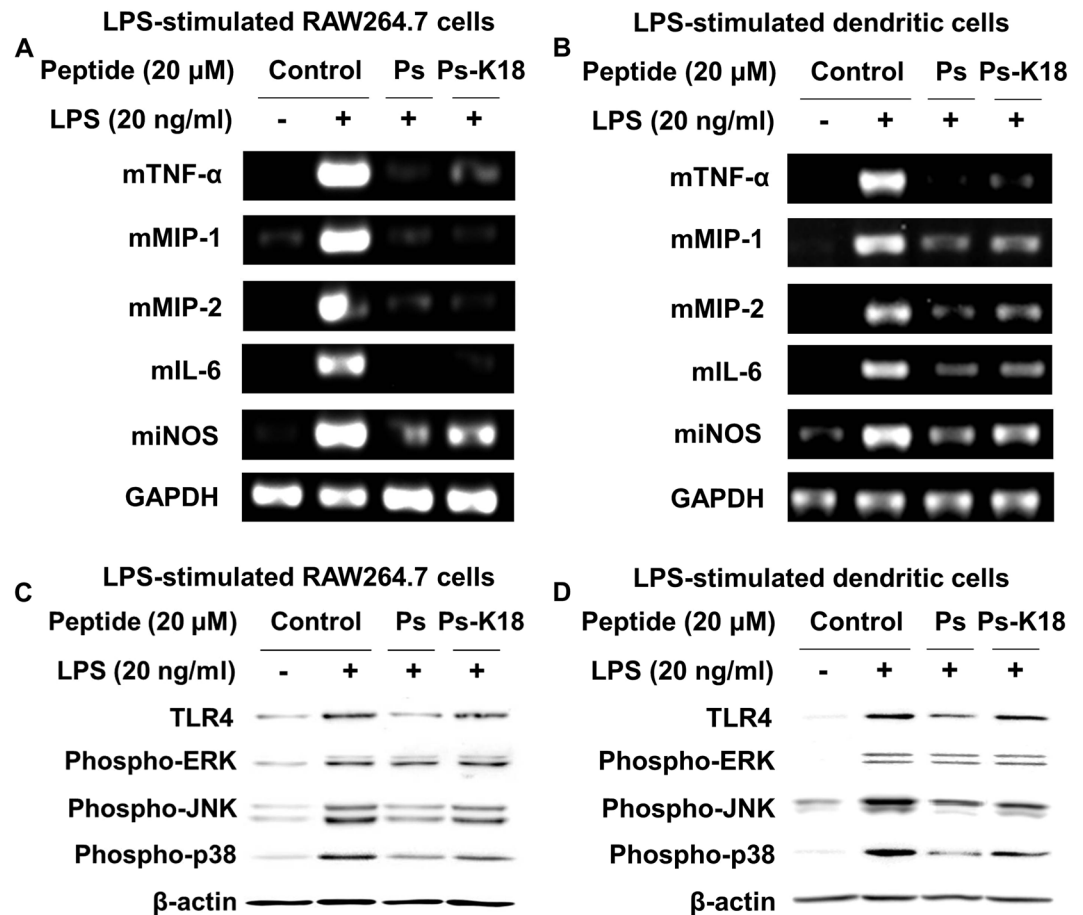 LPS-stimulated RAW264.7 cells
A
Peptide (20 μM) Control Ps Ps-K18
LPS (20 ng/ml) - + + +
mTNF-α
mMIP-1
mMIP-2
mIL-6
miNOS
GAPDH
LPS-stimulated dendritic cells
B
Peptide (20 μM) Control Ps Ps-K18
LPS (20 ng/ml) - + + +
mTNF-α
mMIP-1
mMIP-2
mIL-6
miNOS
GAPDH
LPS-stimulated RAW264.7 cells
C
Peptide (20 μM) Control Ps Ps-K18
LPS (20 ng/ml) - + + +
TLR4
Phospho-ERK
Phospho-JNK
Phospho-p38
β-actin
LPS-stimulated dendritic cells
D
Peptide (20 μM) Control Ps Ps-K18
LPS (20 ng/ml) - + + +
TLR4
Phospho-ERK
Phospho-JNK
Phospho-p38
β-actin